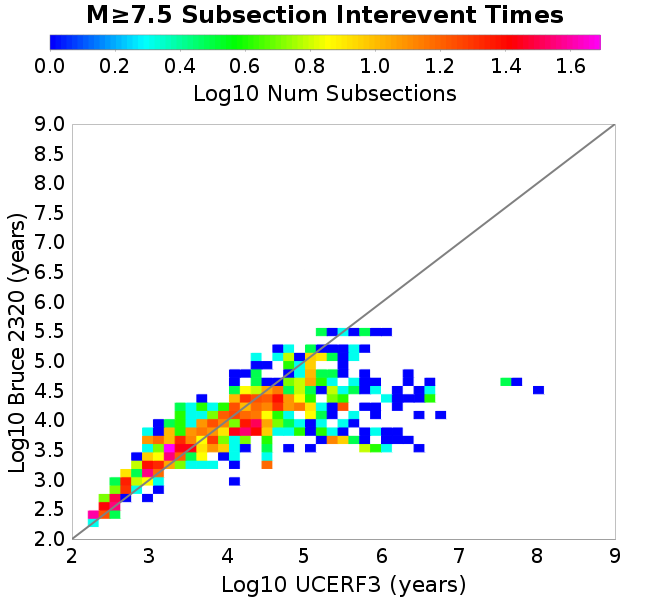 M≥7.5 Subsection Interevent Times
0.0 0.2 0.4 0.6 0.8 1.0 1.2 1.4 1.6
Log10 Num Subsections
9.0
8.5
8.0
7.5
7.0
6.5
6.0
5.5
5.0
4.5
4.0
3.5
3.0
2.5
2.0
Log10 Bruce 2320 (years)
2 3 4 5 6 7 8 9
Log10 UCERF3 (years)